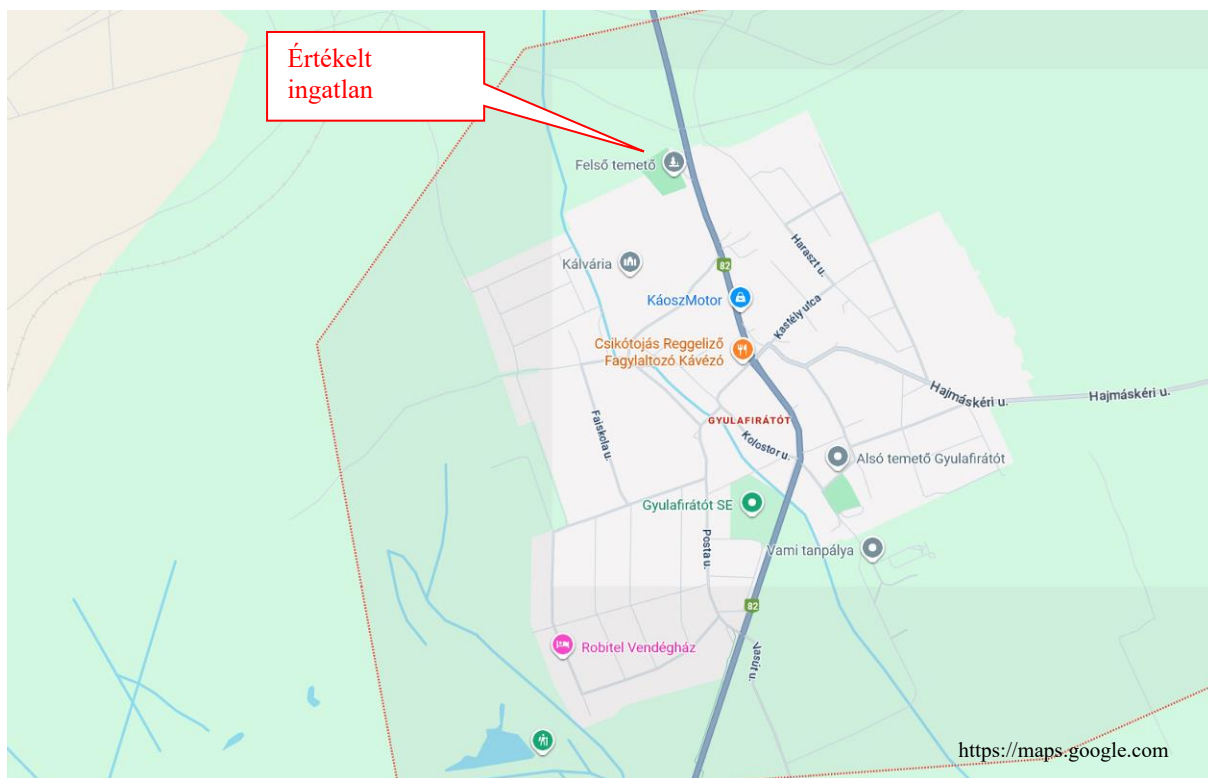 Értékelt
ingatlan
Felső temető
Haraszt u.
Kálvária
82
KáoszMotor
Kastély utca
Csikótojás Reggeliző
Fagylaltozó Kávézó
Hajmáskéri u.
Hajmáskéri u.
GYULAFIRÁTÓT
Faiskola u.
Kolostor u.
Alsó temető Gyulafirátót
Gyulafirátót SE
Posta u.
Vami tanpálya
82
Robitel Vendégház
Vasút u.
https://maps.google.com